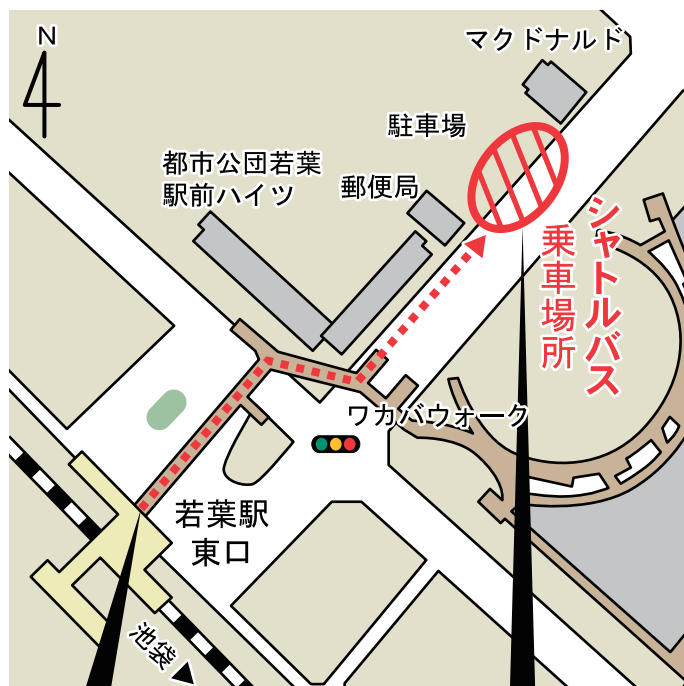 N
マクドナルド
駐車場
都市公団若葉
駅前ハイツ
郵便局
シャトルバス
乗車場所
ワカバウォーク
若葉駅
東口
池袋▶